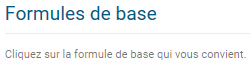 Formules de base
Cliquez sur la formule de base qui vous convient.